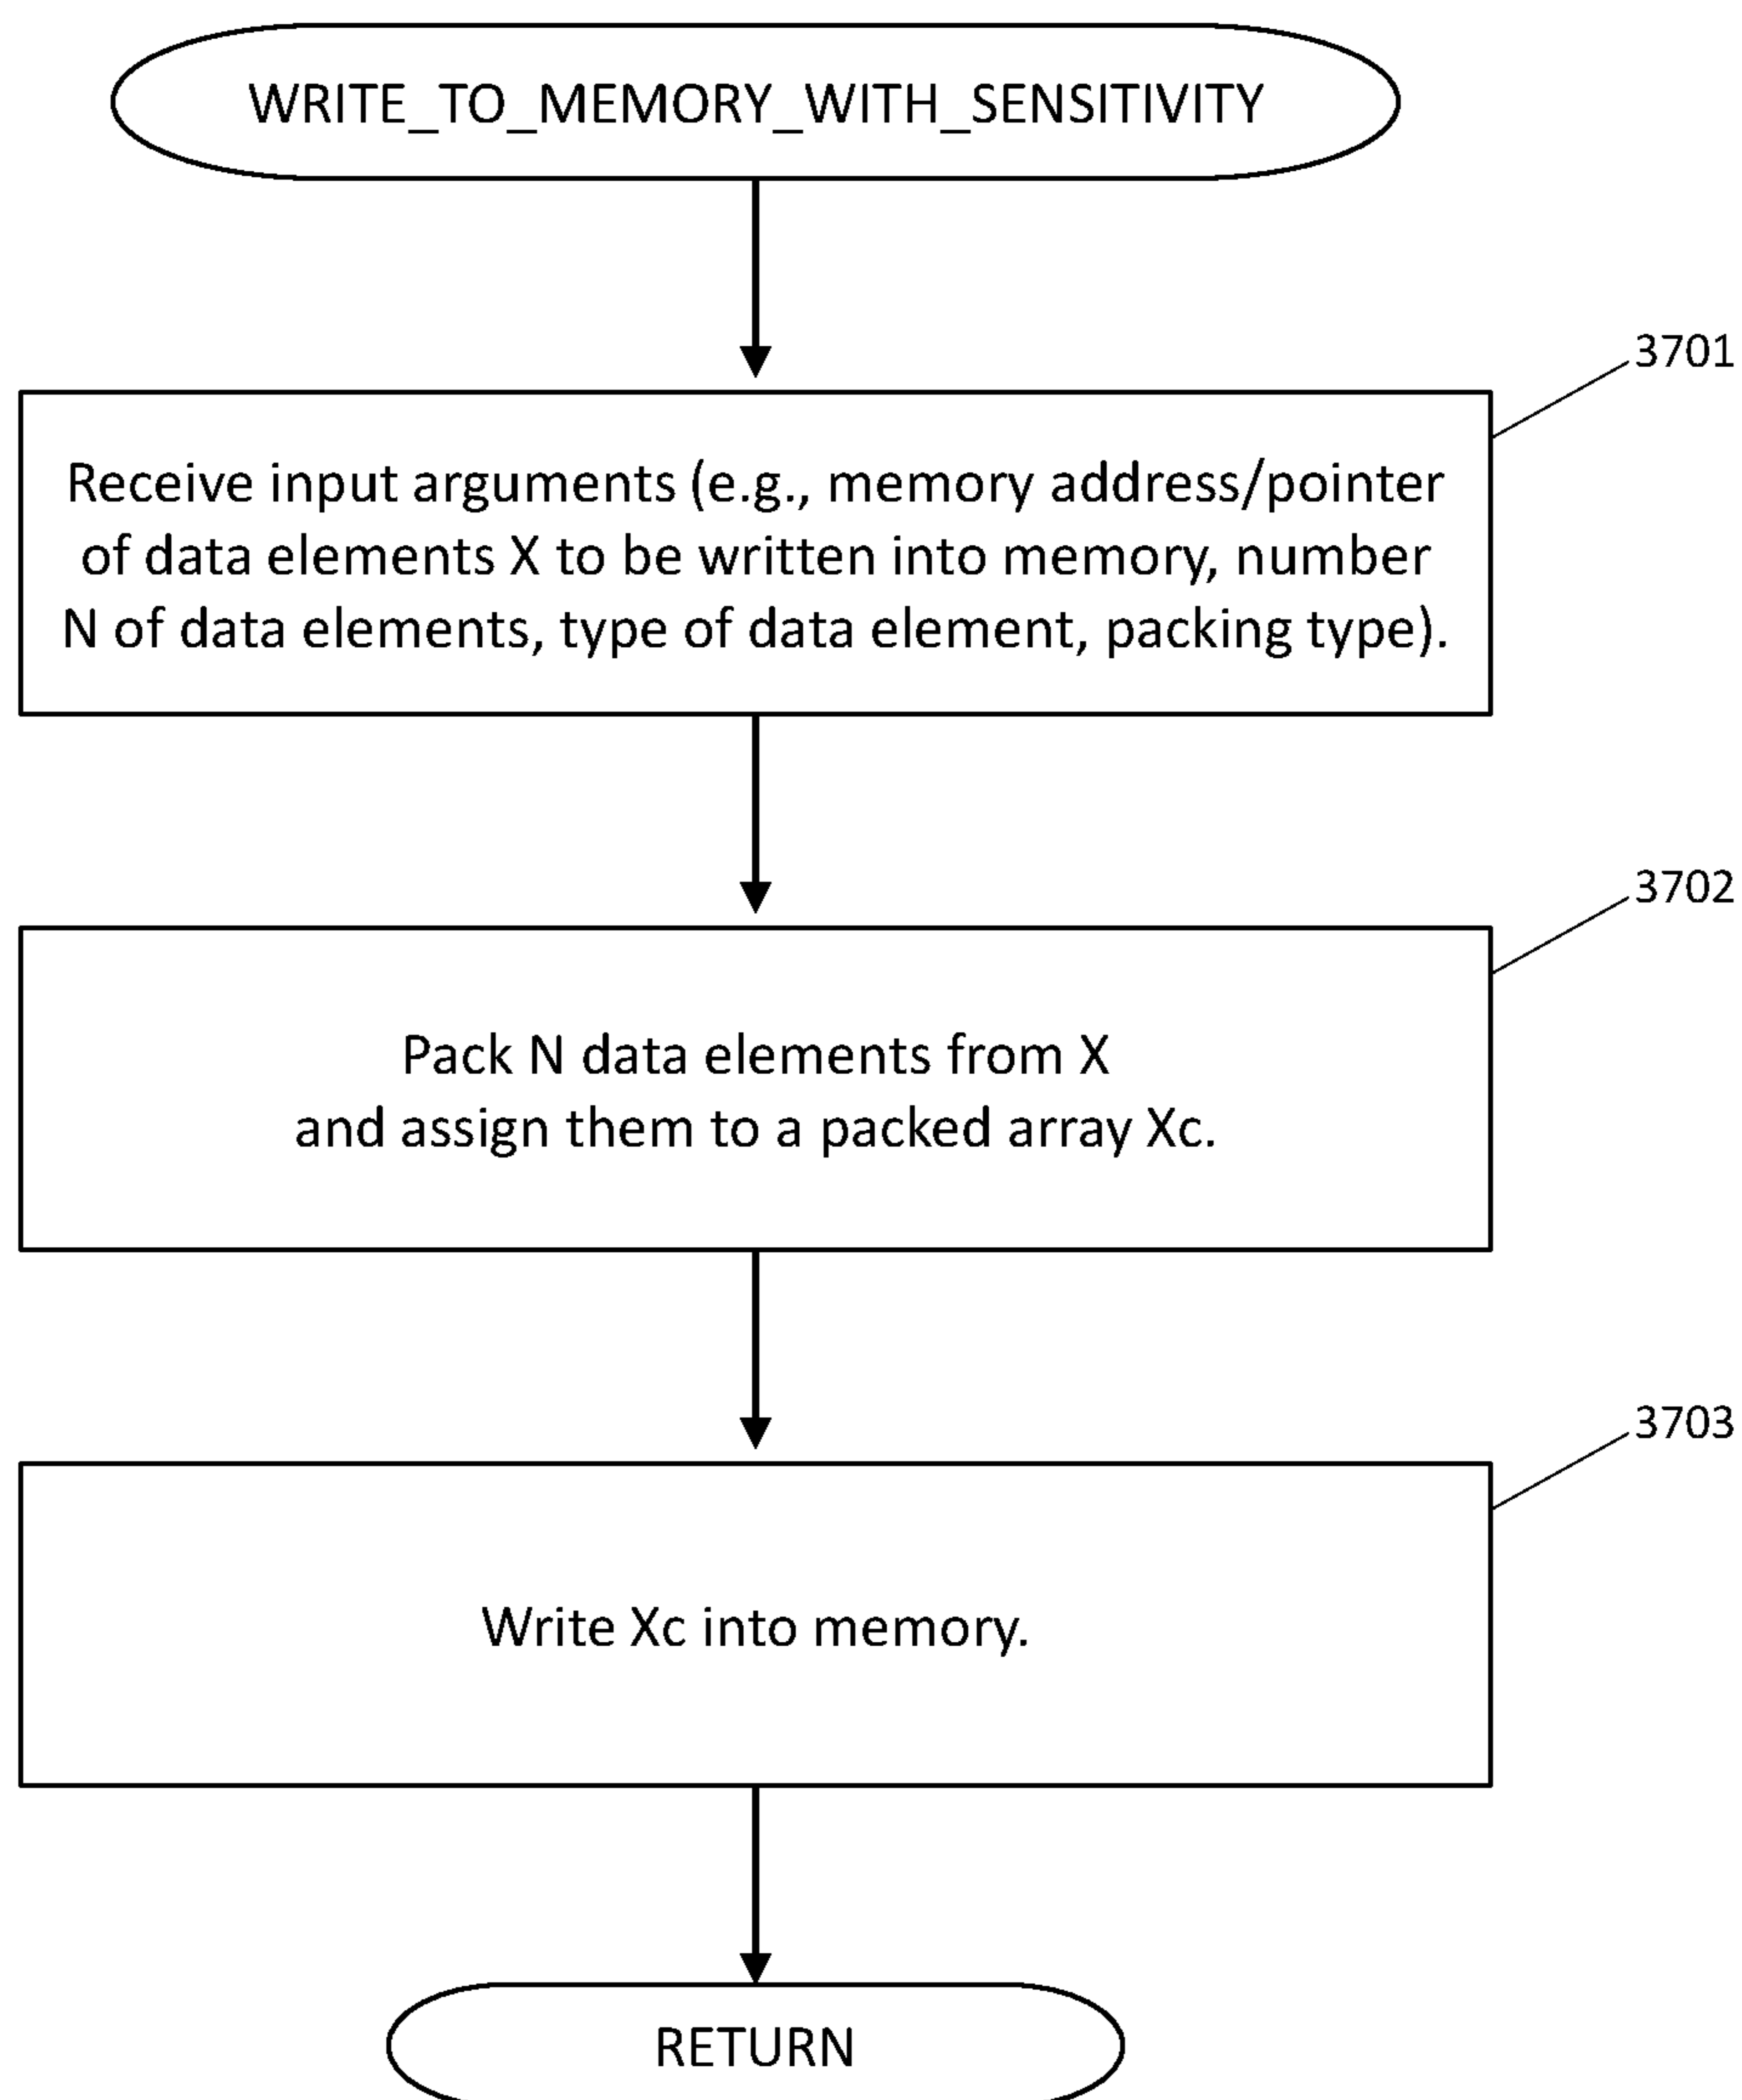 WRITE_TO_MEMORY_WITH_SENSITIVITY
3701
Receive input arguments (e.g., memory address/pointer
of data elements X to be written into memory, number
N of data elements, type of data element, packing type).
3702
Pack N data elements from X
and assign them to a packed array Xc.
3703
Write Xc into memory.
RETURN